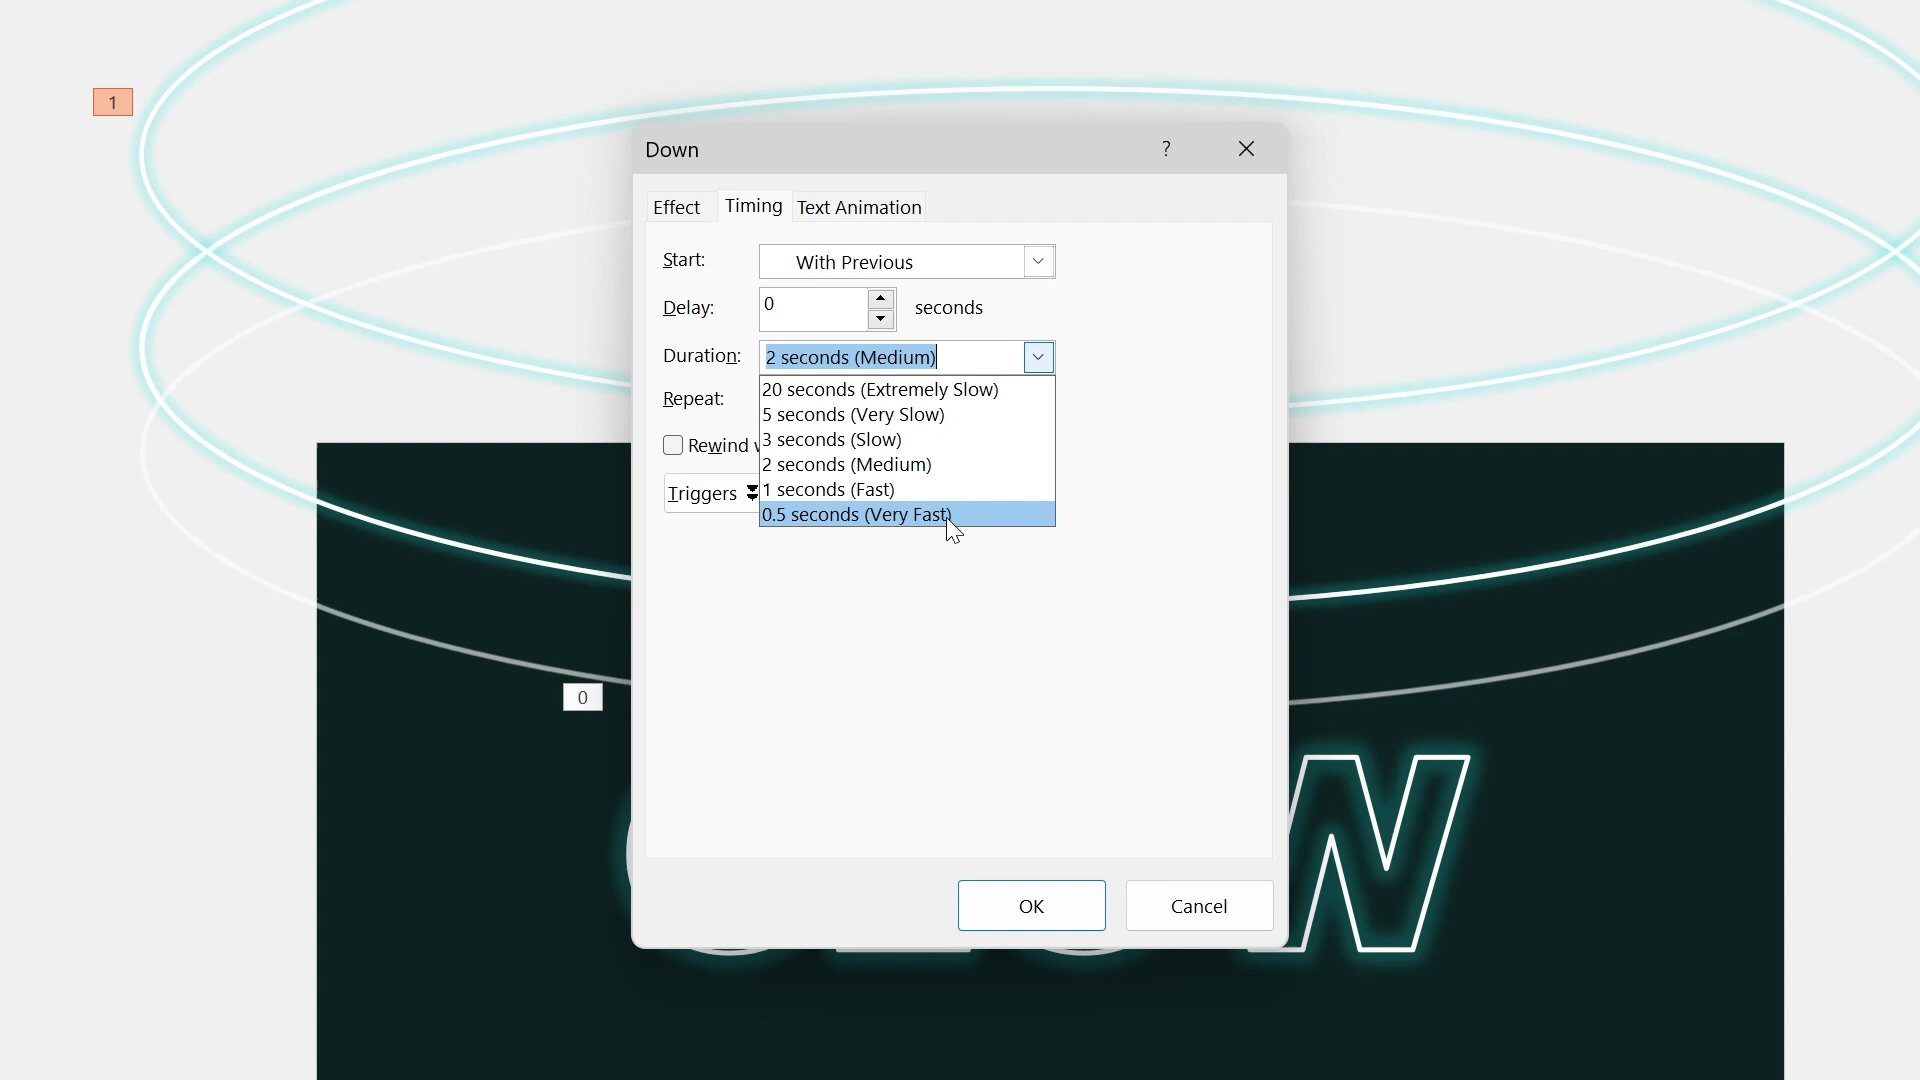 1
Down
?
Effect
Timing
Text Animation
Start:
With Previous
Delay:
0
seconds
Duration:
2 seconds (Medium)
20 seconds (Extremely Slow)
5 seconds (Very Slow)
Repeat:
3 seconds (Slow)
Rewind
2 seconds (Medium)
Triggers
1 seconds (Fast)
0.5 seconds (Very Fast)
0
OK
Cancel